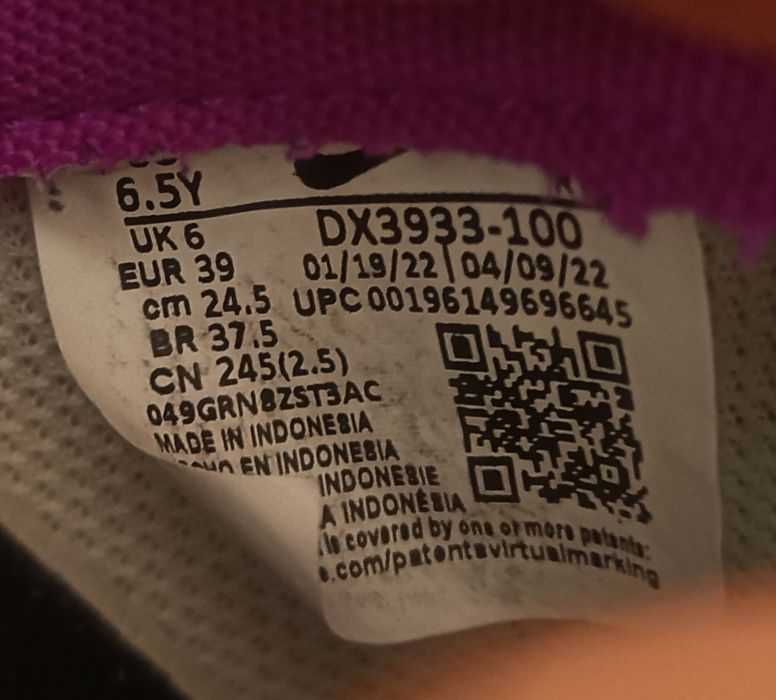 6.5Y
UK 6
DX3933-100
EUR 39
01/19/22 04/09/22
cm 24.5
UPC 00196149696645
BR 37.5
CN 245(2.5)
049GRN8ZST3AC
MADE IN INDONESIA
EN INDONESIA
INDONESIE
A INDONÉSIA
is covered by one or more patents:
.com/patentsvirtualmarking